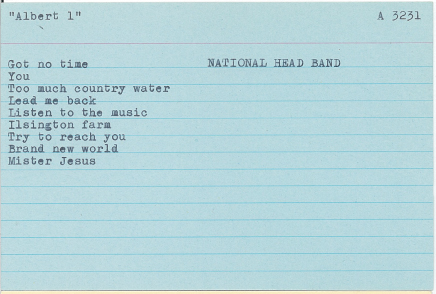 "Albert 1" A 3231
Got no time NATIONAL HEAD BAND
You
Too much country water
Lead me back
Listen to the music
Ilsington farm
Try to reach you
Brand new world
Mister Jesus